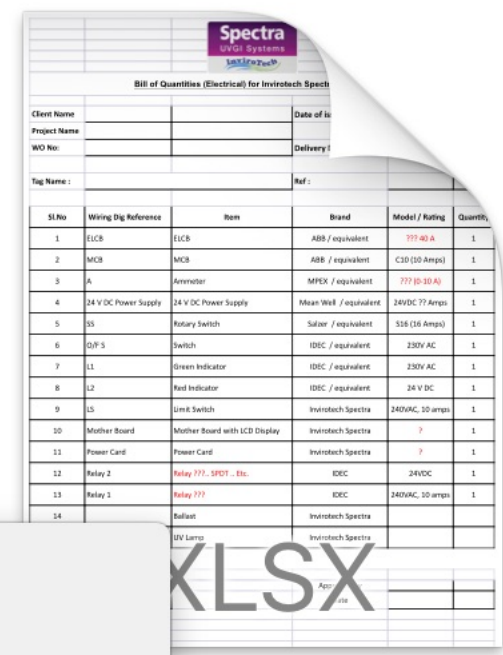 Spectra
UVGI Systems
InviroTech
Bill of Quantities (Electrical) for Invirotech
Client Name
Project Name
WO No:
Date of
Delivery
Tag Name :
Ref :
Sl.No Wiring Dig Reference Item Brand Model / Rating Quantity
1 ELCB ELCB ABB / equivalent ??? 40 A 1
2 MCB MCB ABB / equivalent C10 (10 Amps) 1
3 A Ammeter MPEX / equivalent ??? (0-10 A) 1
4 24 V DC Power Supply 24 V DC Power Supply Mean Well / equivalent 24VDC ?? Amps 1
5 SS Rotary Switch Salzer / equivalent S16 (16 Amps) 1
6 O/F S Switch IDEC / equivalent 230V AC 1
7 L1 Green Indicator IDEC / equivalent 230V AC 1
8 L2 Red Indicator IDEC / equivalent 24 V DC 1
9 LS Limit Switch Invirotech Spectra 240VAC, 10 amps 1
10 Mother Board Mother Board with LCD Display Invirotech Spectra ? 1
11 Power Card Power Card Invirotech Spectra ? 1
12 Relay 2 Relay ???.. SPDT .. Etc. IDEC 24VDC 1
13 Relay 1 Relay ??? IDEC 240VAC, 10 amps 1
14 Ballast Invirotech Spectra
UV Lamp Invirotech Spectra
XLSX